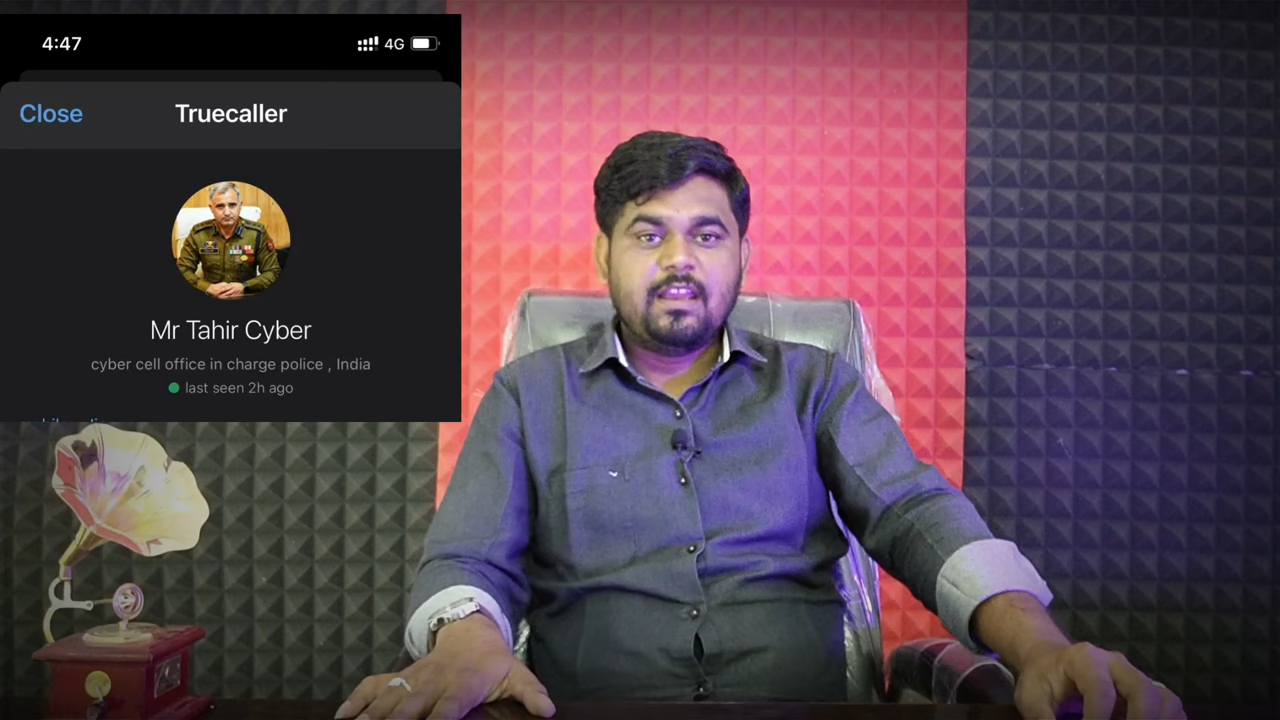 4:47 4G
Close Truecaller
Mr Tahir Cyber
cyber cell office in charge police , India
last seen 2h ago